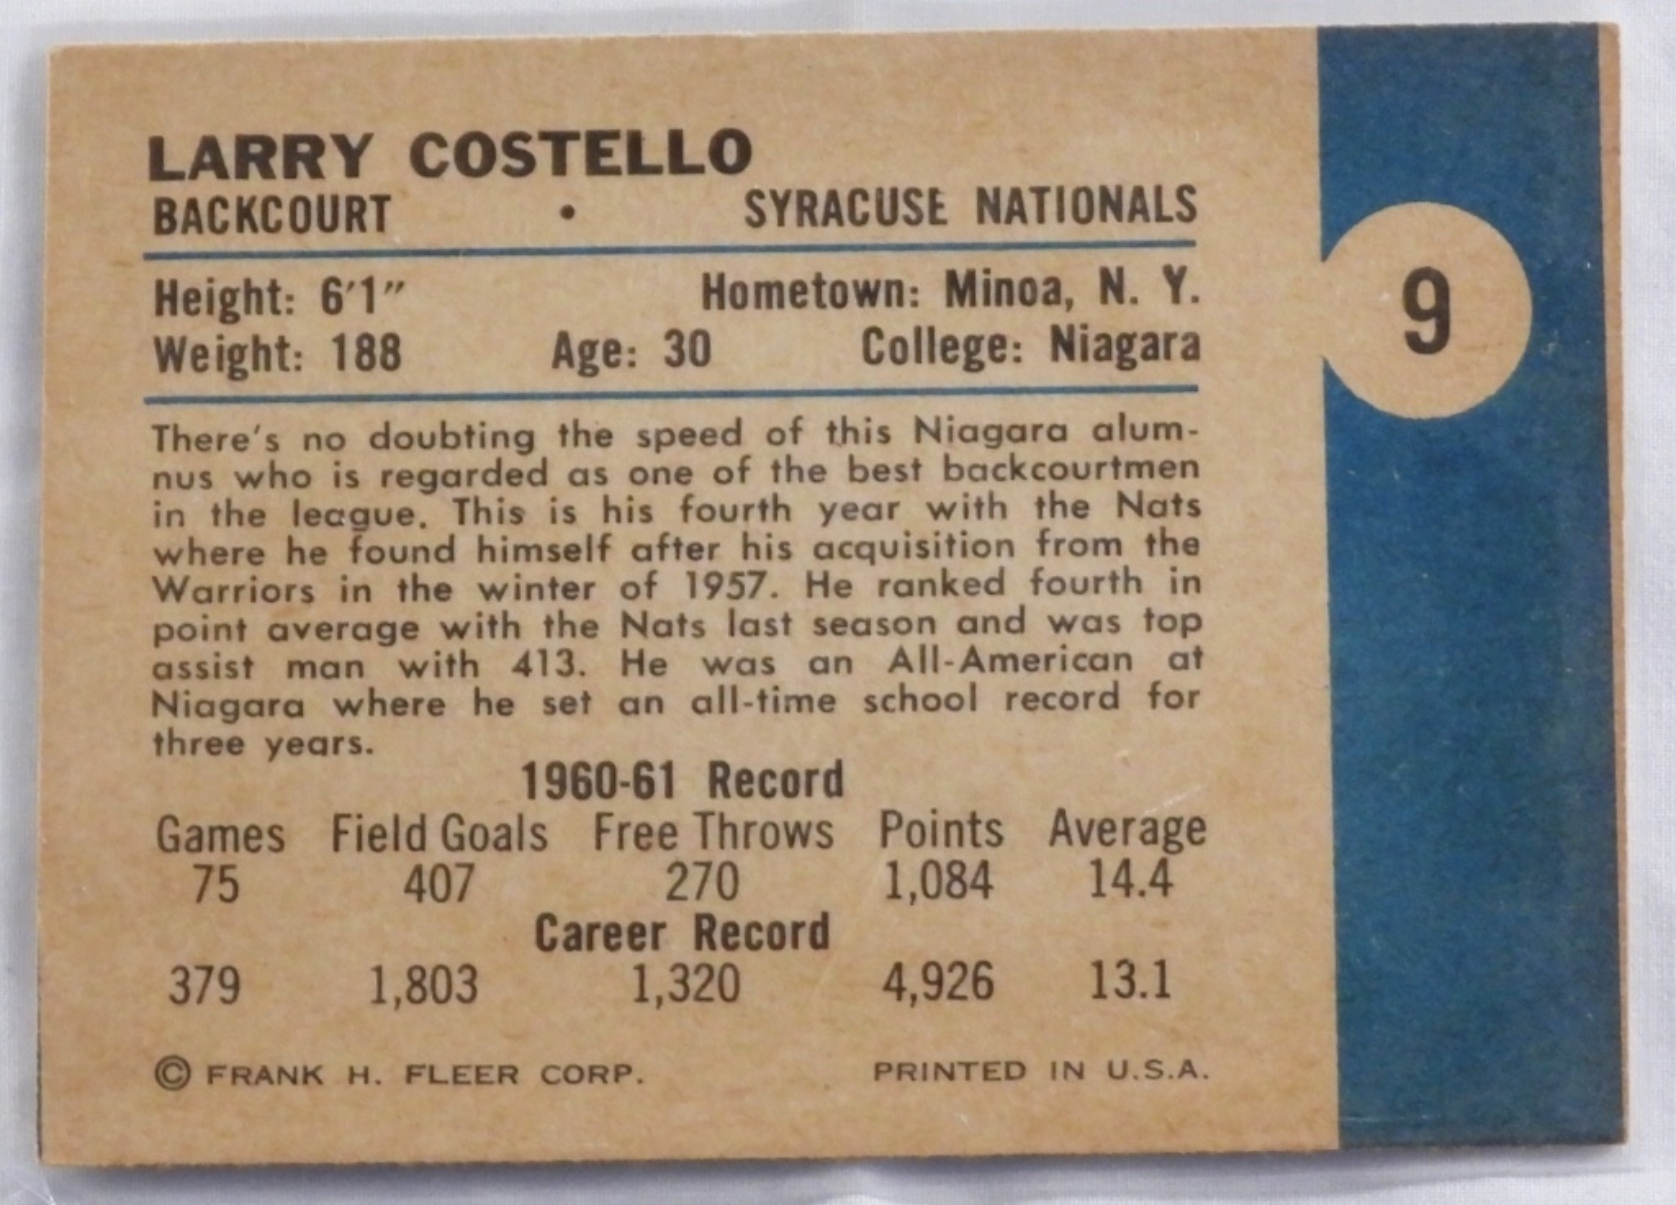 LARRY COSTELLO
BACKCOURT • SYRACUSE NATIONALS
Height: 6'1" Hometown: Minoa, N. Y.
Weight: 188 Age: 30 College: Niagara
9
There's no doubting the speed of this Niagara alum-
nus who is regarded as one of the best backcourtmen
in the league. This is his fourth year with the Nats
where he found himself after his acquisition from the
Warriors in the winter of 1957. He ranked fourth in
point average with the Nats last season and was top
assist man with 413. He was an All-American at
Niagara where he set an all-time school record for
three years.
1960-61 Record
Games Field Goals Free Throws Points Average
75 407 270 1,084 14.4
Career Record
379 1,803 1,320 4,926 13.1
© FRANK H. FLEER CORP. PRINTED IN U.S.A.